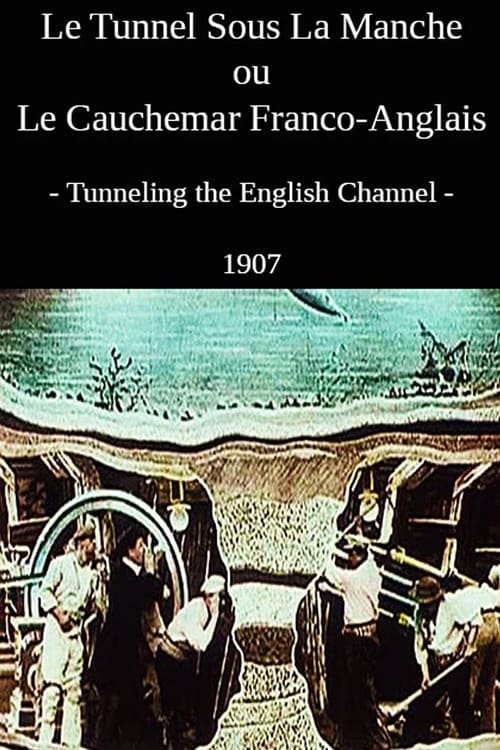 Le Tunnel Sous La Manche
ou
Le Cauchemar Franco-Anglais
- Tunneling the English Channel -
1907